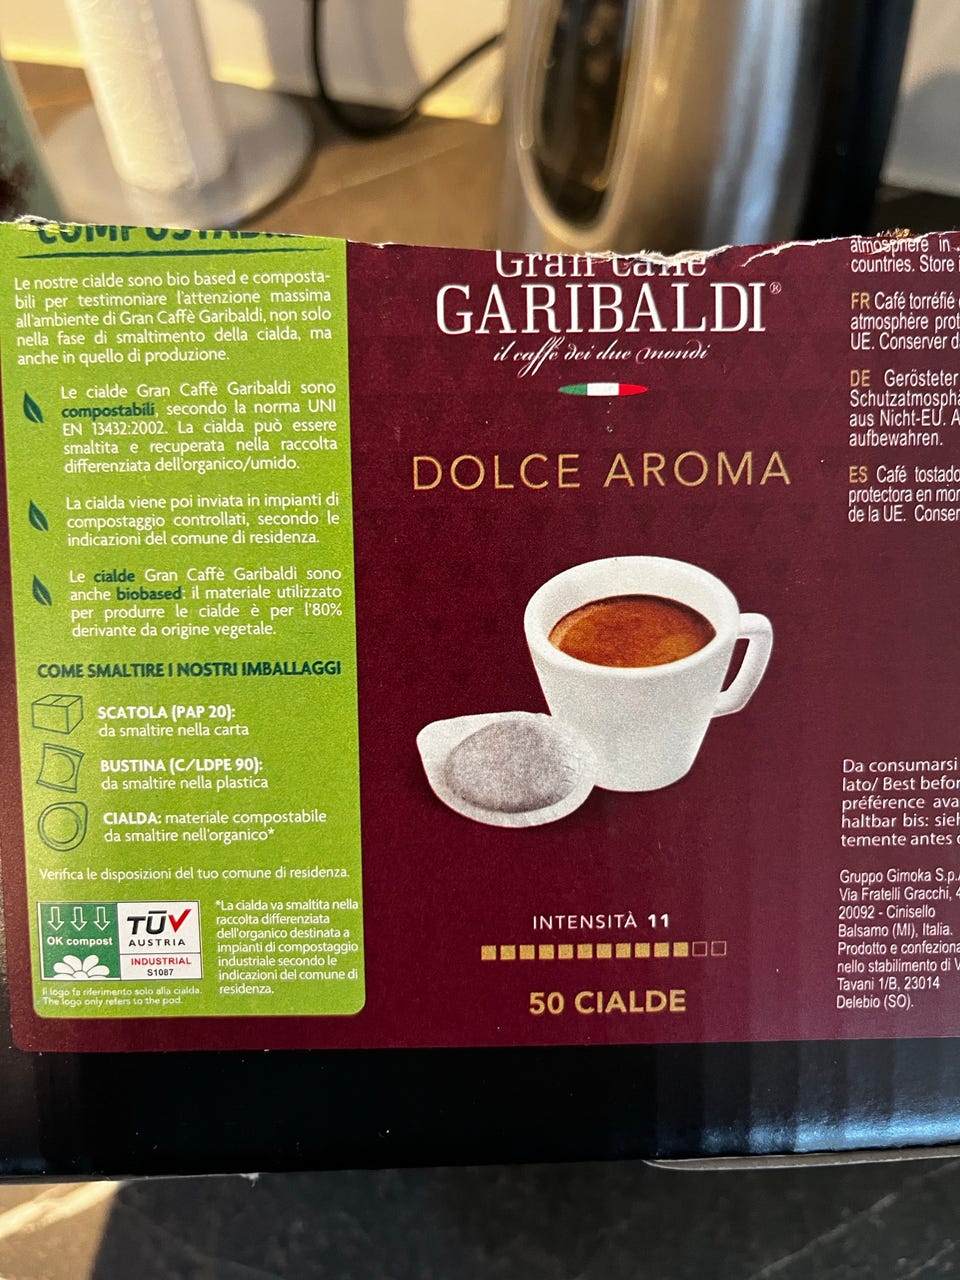 COMPOSTABILI
Le nostre cialde sono bio based e composta-
bili per testimoniare l'attenzione massima
all'ambiente di Gran Caffè Garibaldi, non solo
nella fase di smaltimento della cialda, ma
anche in quello di produzione.
Le cialde Gran Caffè Garibaldi sono
compostabili, secondo la norma UNI
EN 13432:2002. La cialda può essere
smaltita e recuperata nella raccolta
differenziata dell'organico/umido.
La cialda viene poi inviata in impianti di
compostaggio controllati, secondo le
indicazioni del comune di residenza.
Le cialde Gran Caffè Garibaldi sono
anche biobased: il materiale utilizzato
per produrre le cialde è per l'80%
derivante da origine vegetale.
COME SMALTIRE I NOSTRI IMBALLAGGI
SCATOLA (PAP 20):
da smaltire nella carta
BUSTINA (C/LDPE 90):
da smaltire nella plastica
CIALDA: materiale compostabile
da smaltire nell'organico*
Verifica le disposizioni del tuo comune di residenza.
OK compost
TÜV
AUSTRIA
INDUSTRIAL
S1087
Il logo fa riferimento solo alla cialda.
The logo only refers to the pod.
*La cialda va smaltita nella
raccolta differenziata
dell'organico destinata a
impianti di compostaggio
industriale secondo le
indicazioni del comune di
residenza.
Gran Caffè
GARIBALDI®
il caffè dei due mondi
DOLCE AROMA
INTENSITÀ 11
50 CIALDE
atmosphere in
countries. Store
FR Café torréfié
atmosphère
UE. Conserver
DE Gerösteter
aus Nicht-EU.
aufbewahren.
ES Café tostado
protectora en
de la UE.
Da consumarsi
lato/ Best
préférence
haltbar bis:
temente antes
Gruppo Gimoka S.p.A
Via Fratelli Gracchi,
20092 - Cinisello
Balsamo (MI), Italia.
Prodotto e
nello stabilimento di
Tavani 1/B, 23014
Delebio (SO).